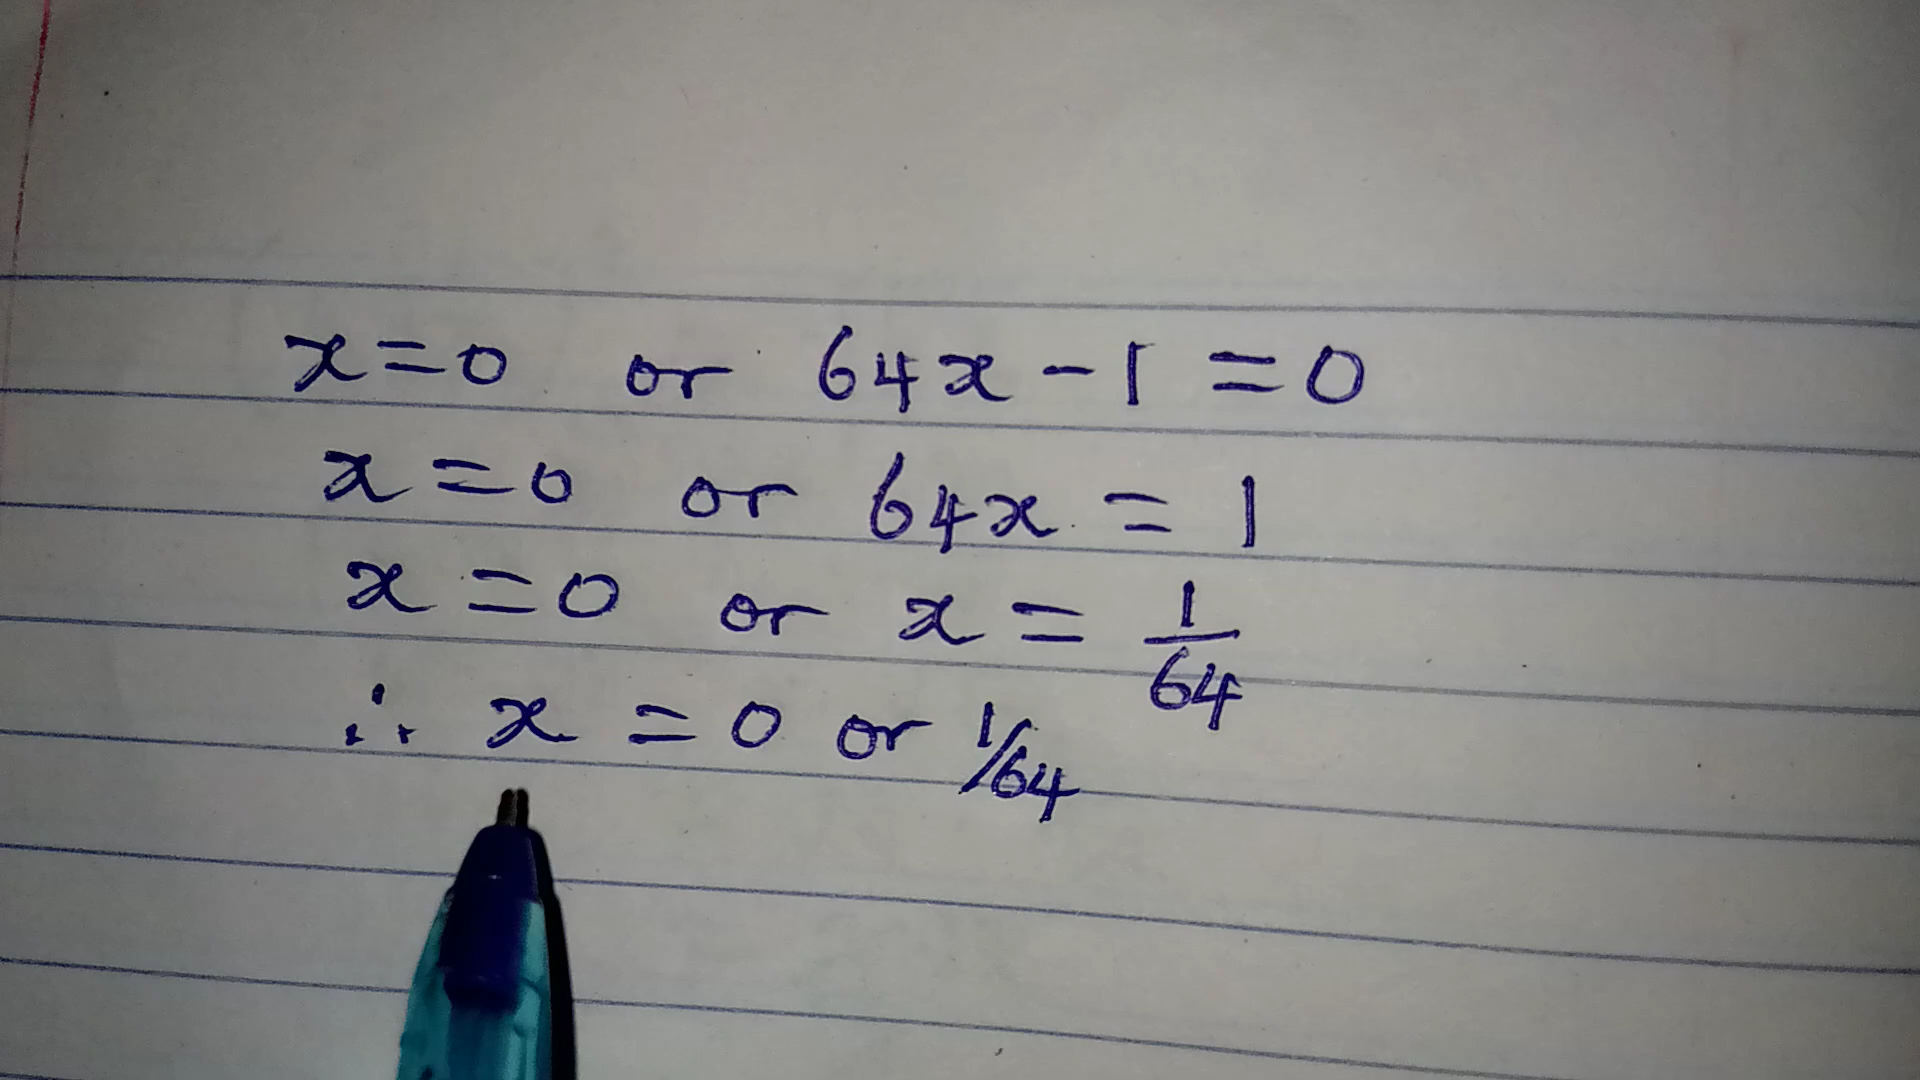 x=0 or 64x-1=0
x=0 or 64x=1
x=0 or x=1/64
∴ x=0 or 1/64